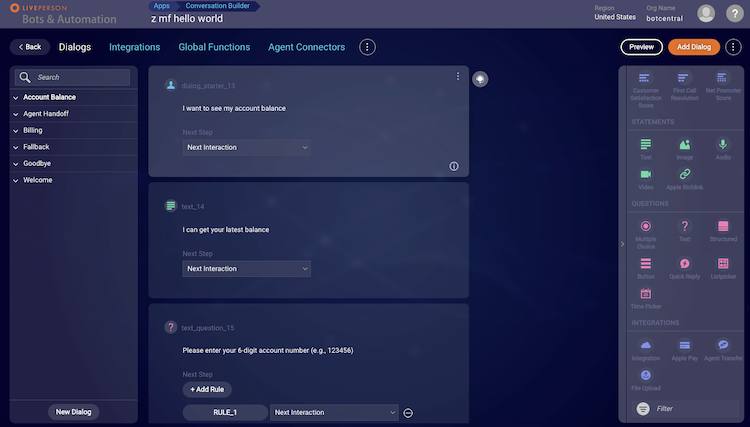 LIVEPERSON
Bots & Automation
Apps
Conversation Builder
z mf hello world
Region
United States
Org Name
botcentral
?
< Back
Dialogs
Integrations
Global Functions
Agent Connectors
Preview
Add Dialog
Search
Account Balance
Agent Handoff
Billing
Fallback
Goodbye
Welcome
New Dialog
dialog_starter_13
I want to see my account balance
Next Step
Next Interaction
text_14
I can get your latest balance
Next Step
Next Interaction
text_question_15
Please enter your 6-digit account number (e.g., 123456)
Next Step
+ Add Rule
RULE_1
Next Interaction
Customer Satisfaction Score
First Call Resolution
Net Promoter Score
STATEMENTS
Text
Image
Audio
Video
Apple Richlink
QUESTIONS
Multiple Choice
Text
Structured
Button
Quick Reply
Listpicker
Time Picker
INTEGRATIONS
Integration
Apple Pay
Agent Transfer
File Upload
Filter